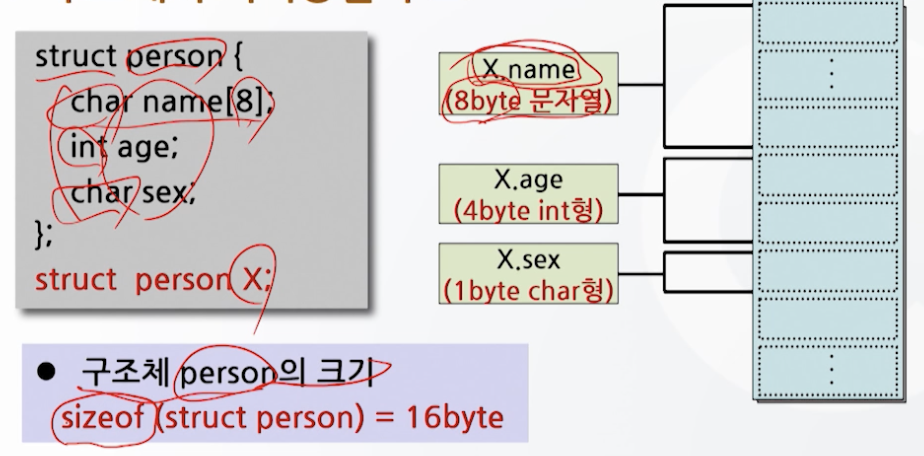 struct person {
char name[8];
int age;
char sex;
};
struct person X;
X.name
(8byte 문자열)
X.age
(4byte int형)
X.sex
(1byte char형)
● 구조체 person의 크기
sizeof (struct person) = 16byte